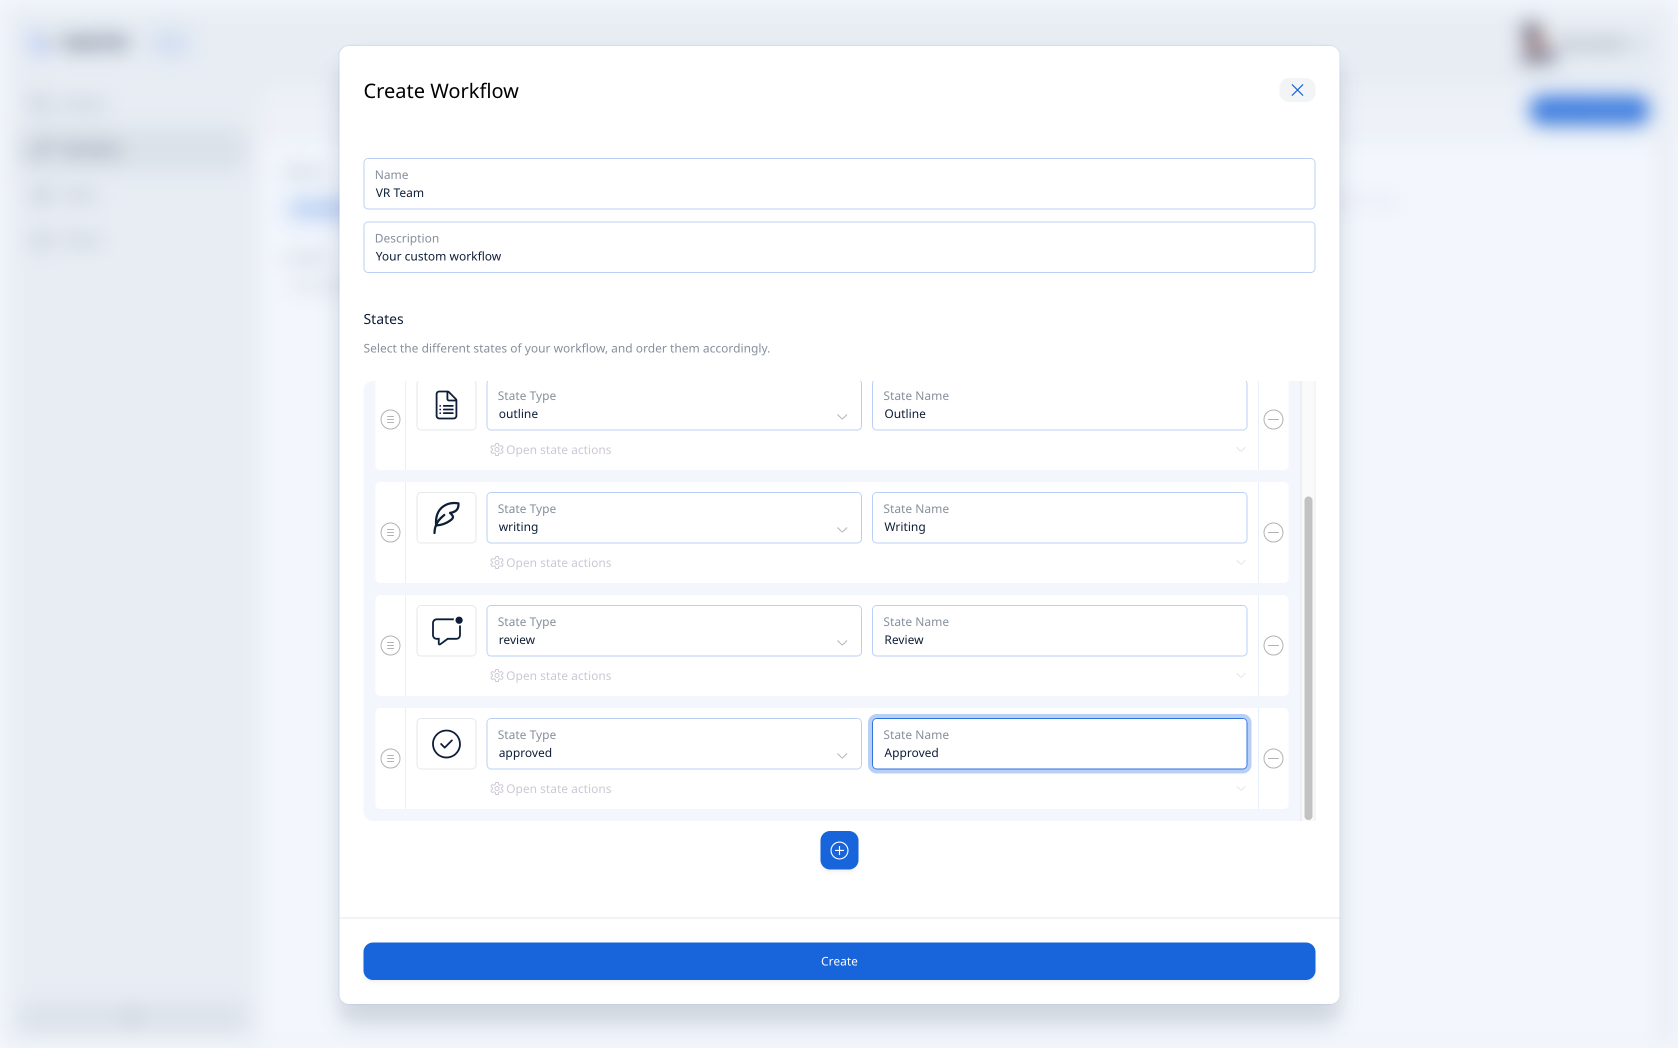 Create Workflow
Name
VR Team
Description
Your custom workflow
States
Select the different states of your workflow, and order them accordingly.
State Type
outline
State Name
Outline
Open state actions
State Type
writing
State Name
Writing
Open state actions
State Type
review
State Name
Review
Open state actions
State Type
approved
State Name
Approved
Open state actions
Create